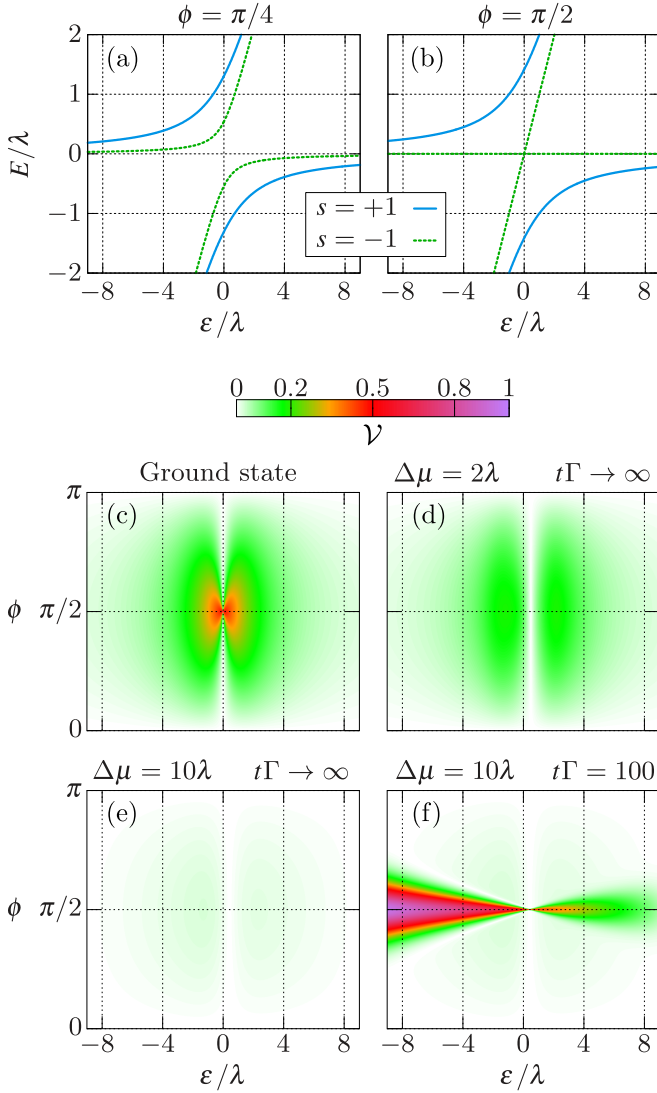 ϕ = π/4 ϕ = π/2
(a) (b)
E/λ
2
1
0
−1
−2
s = +1
s = −1
−8 −4 0 4 8 −8 −4 0 4 8
ε/λ ε/λ
0 0.2 0.5 0.8 1
𝒱
Ground state Δμ = 2λ tΓ → ∞
(c) (d)
π
ϕ π/2
0
Δμ = 10λ tΓ → ∞ Δμ = 10λ tΓ = 100
(e) (f)
π
ϕ π/2
0
−8 −4 0 4 8 −8 −4 0 4 8
ε/λ ε/λ